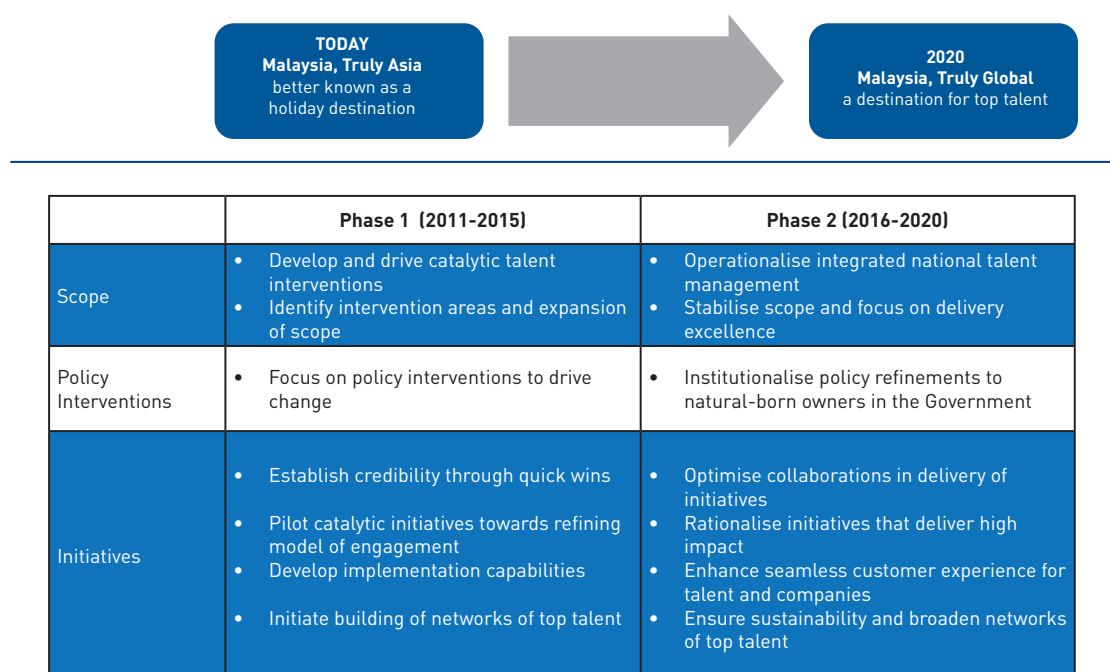 TODAY
Malaysia, Truly Asia
better known as a
holiday destination
2020
Malaysia, Truly Global
a destination for top talent
Phase 1 (2011-2015)
Phase 2 (2016-2020)
Scope
• Develop and drive catalytic talent
interventions
• Identify intervention areas and expansion
of scope
• Operationalise integrated national talent
management
• Stabilise scope and focus on delivery
excellence
Policy
Interventions
• Focus on policy interventions to drive
change
• Institutionalise policy refinements to
natural-born owners in the Government
Initiatives
• Establish credibility through quick wins
• Pilot catalytic initiatives towards refining
model of engagement
• Develop implementation capabilities
• Initiate building of networks of top talent
• Optimise collaborations in delivery of
initiatives
• Rationalise initiatives that deliver high
impact
• Enhance seamless customer experience for
talent and companies
• Ensure sustainability and broaden networks
of top talent